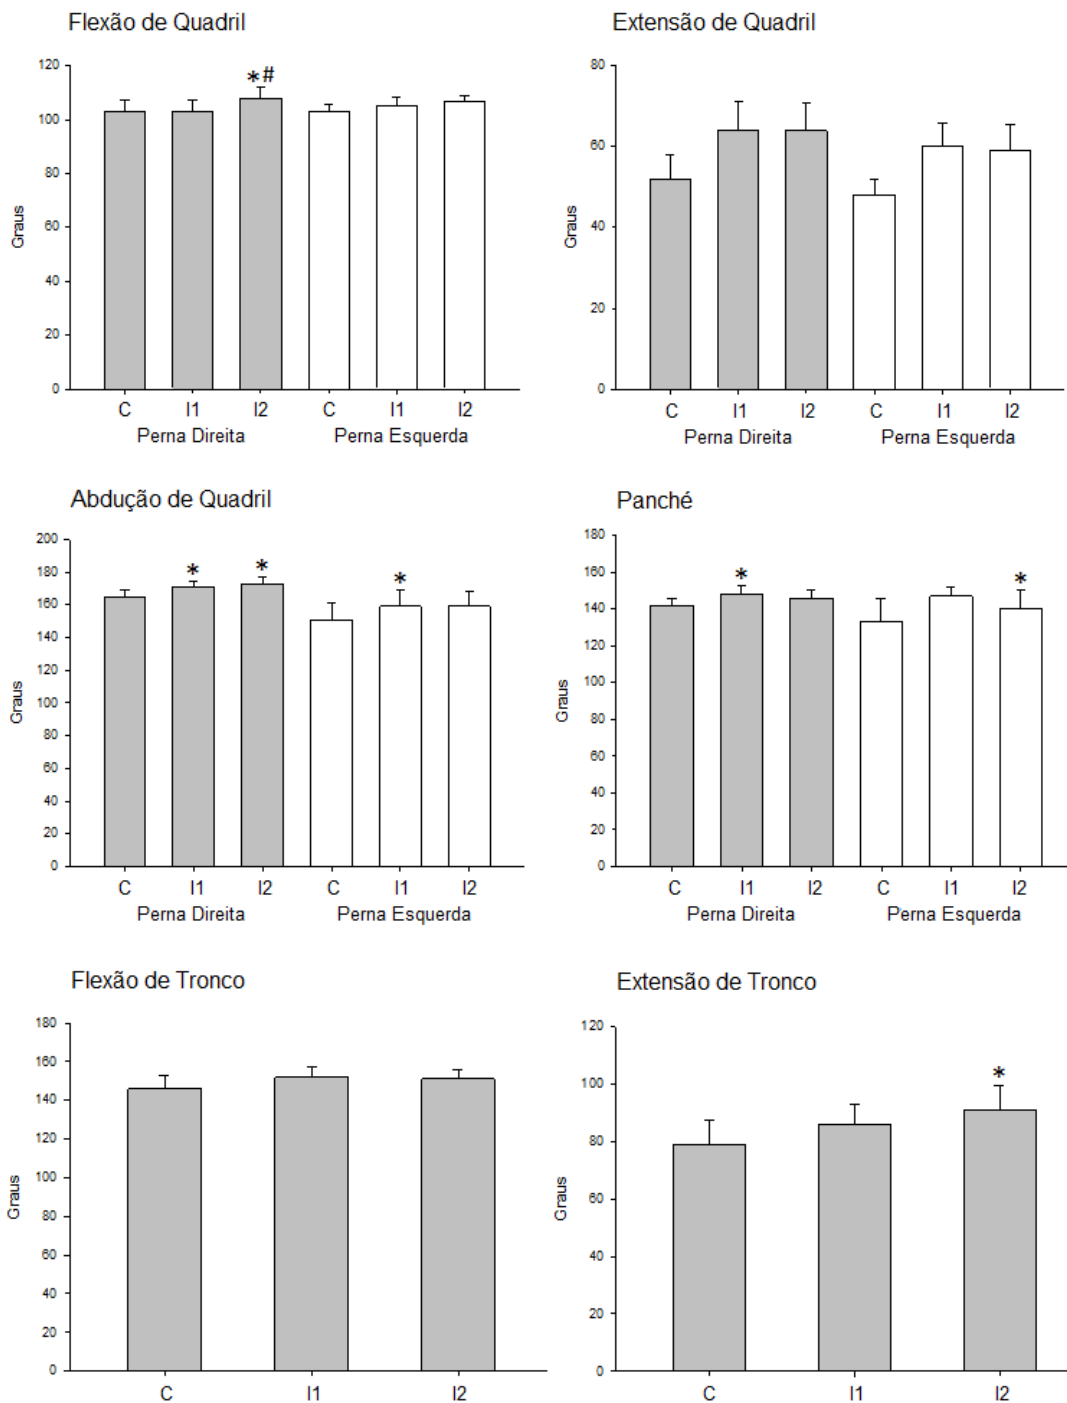 Flexão de Quadril
120
100
80
60
40
20
0
Graus
*#
C I1 I2 C I1 I2
Perna Direita Perna Esquerda
Extensão de Quadril
80
60
40
20
0
Graus
C I1 I2 C I1 I2
Perna Direita Perna Esquerda
Abdução de Quadril
200
180
160
140
120
100
80
60
40
20
0
Graus
* * *
C I1 I2 C I1 I2
Perna Direita Perna Esquerda
Panché
180
160
140
120
100
80
60
40
20
0
Graus
* *
C I1 I2 C I1 I2
Perna Direita Perna Esquerda
Flexão de Tronco
180
160
140
120
100
80
60
40
20
0
Graus
C I1 I2
Extensão de Tronco
120
100
80
60
40
20
0
Graus
*
C I1 I2